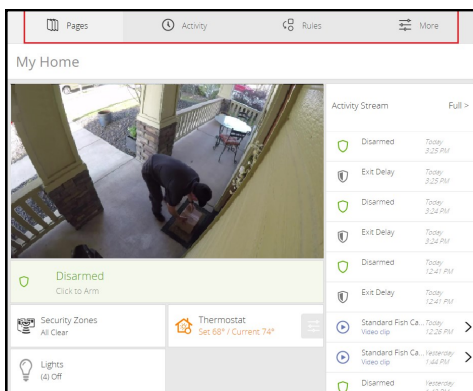 Pages Activity Rules More
My Home
Activity Stream Full >
Disarmed Today 3:25 PM
Exit Delay Today 3:25 PM
Disarmed Today 3:24 PM
Exit Delay Today 3:24 PM
Disarmed Today 12:41 PM
Exit Delay Today 12:41 PM
Standard Fish Ca... Today
Video clip 12:26 PM
Standard Fish Ca... Yesterday
Video clip 1:44 PM
Disarmed Yesterday
Disarmed
Click to Arm
Security Zones
All Clear
Thermostat
Set 68° / Current 74°
Lights
(4) Off